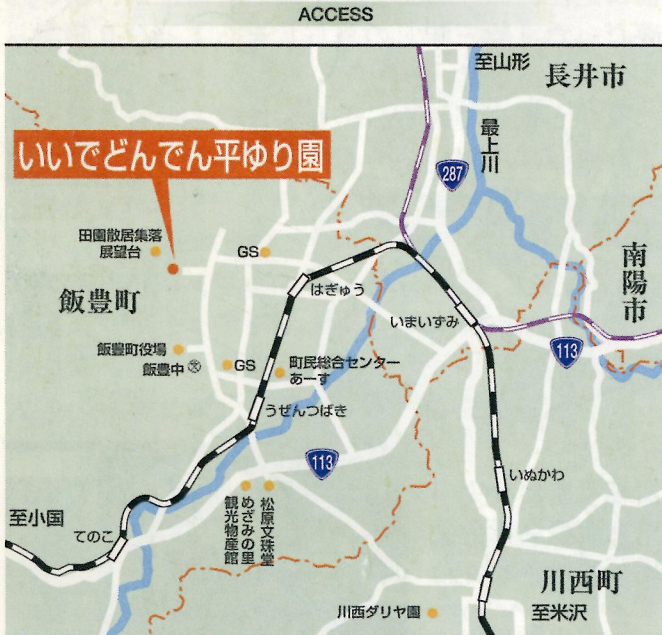 ACCESS
至山形
長井市
最上川
いいでどんでん平ゆり園
287
田園散居集落
展望台
GS
南陽市
飯豊町
はぎゅう
いまいずみ
113
飯豊町役場
飯豊中
文
GS
町民総合センター
あーす
うぜんつばき
113
いぬかわ
至小国
てのこ
めざみの里
観光物産館
松原文珠堂
川西町
川西ダリヤ園
至米沢